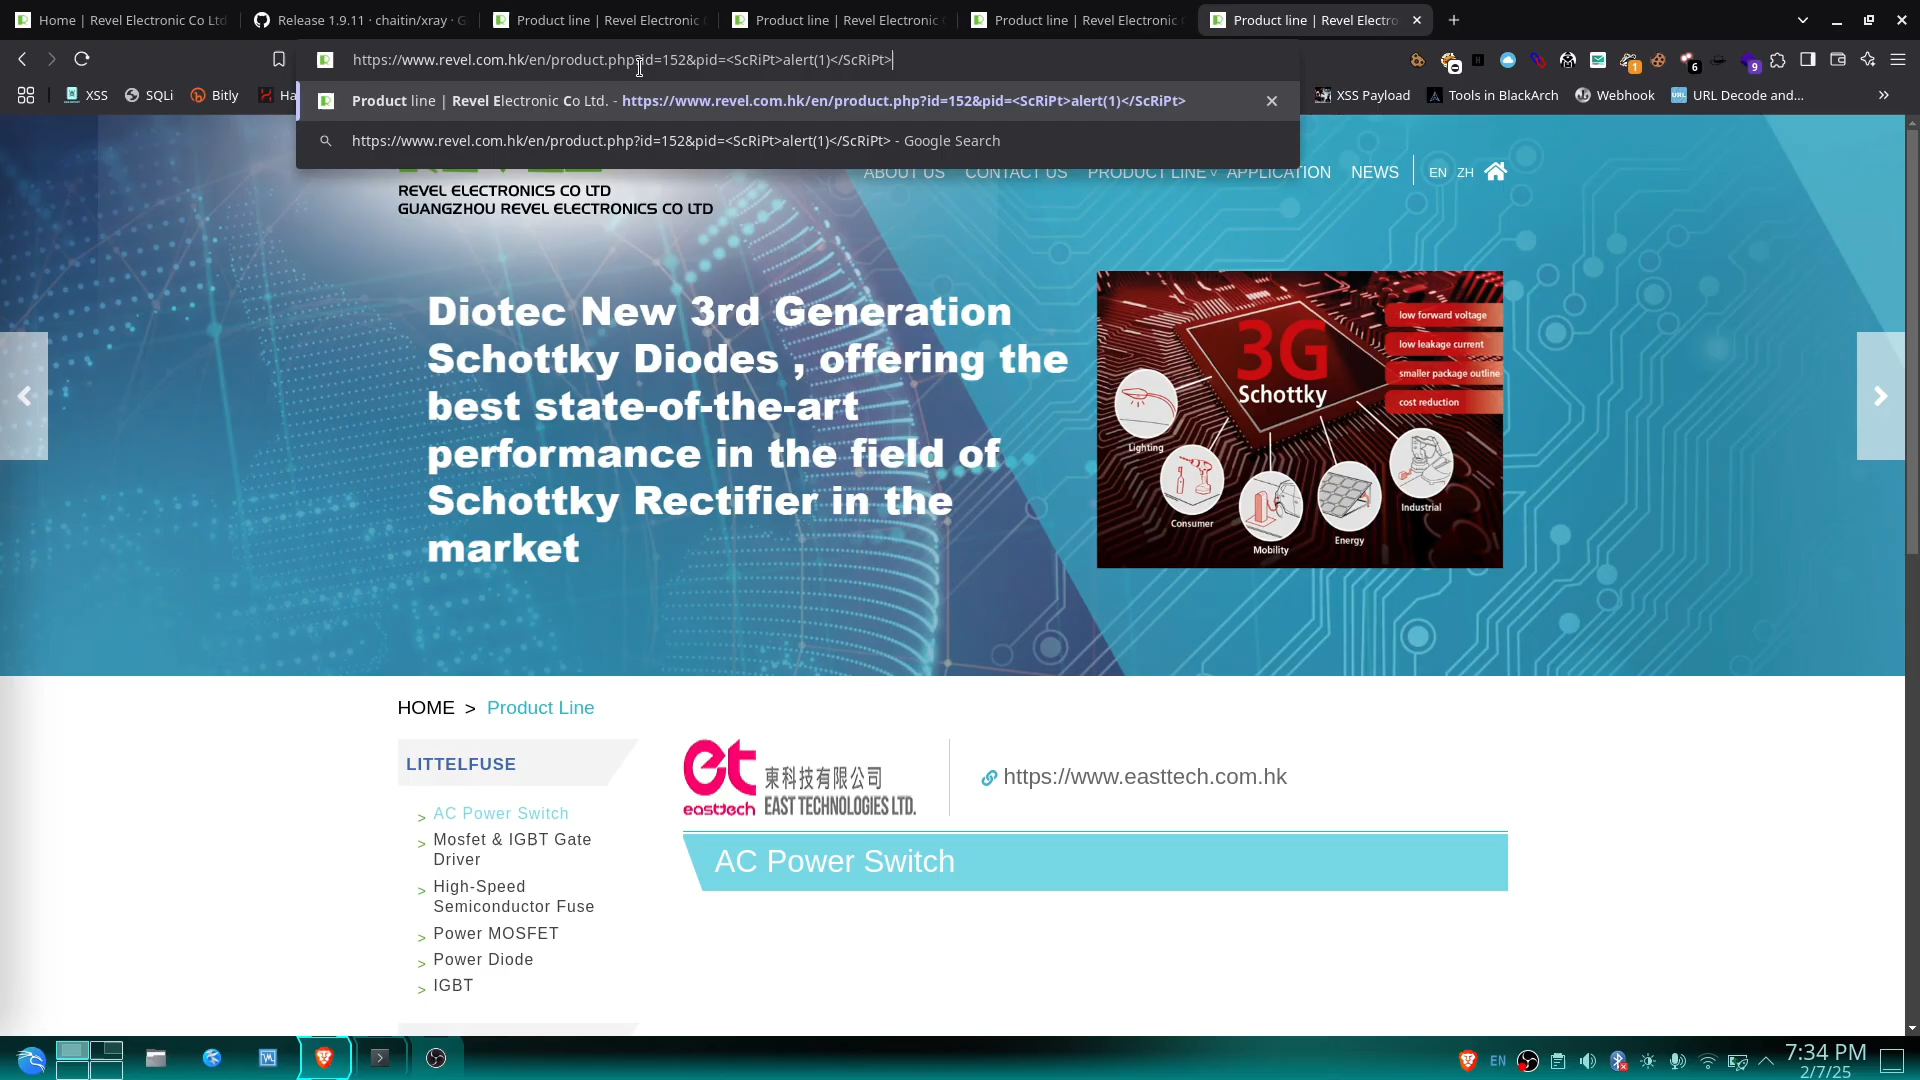 Home | Revel Electronic Co Ltd
Release 1.9.11 · chaitin/xray · G
Product line | Revel Electronic C
Product line | Revel Electronic C
Product line | Revel Electronic C
Product line | Revel Electro
https://www.revel.com.hk/en/product.php?id=152&pid=<ScRiPt>alert(1)</ScRiPt>
1
6
9
XSS
SQLi
Bitly
Ha
Product line | Revel Electronic Co Ltd. - https://www.revel.com.hk/en/product.php?id=152&pid=<ScRiPt>alert(1)</ScRiPt>
XSS Payload
Tools in BlackArch
Webhook
URL Decode and...
https://www.revel.com.hk/en/product.php?id=152&pid=<ScRiPt>alert(1)</ScRiPt> - Google Search
ABOUT US
CONTACT US
PRODUCT LINE
APPLICATION
NEWS
EN
ZH
REVEL ELECTRONICS CO LTD
GUANGZHOU REVEL ELECTRONICS CO LTD
Diotec New 3rd Generation
Schottky Diodes , offering the
best state-of-the-art
performance in the field of
Schottky Rectifier in the
market
3G
Schottky
low forward voltage
low leakage current
smaller package outline
cost reduction
Lighting
Consumer
Mobility
Energy
Industrial
HOME > Product Line
LITTELFUSE
> AC Power Switch
> Mosfet & IGBT Gate
Driver
> High-Speed
Semiconductor Fuse
> Power MOSFET
> Power Diode
> IGBT
et
easttech
東科技有限公司
EAST TECHNOLOGIES LTD.
https://www.easttech.com.hk
AC Power Switch
EN
7:34 PM
2/7/25